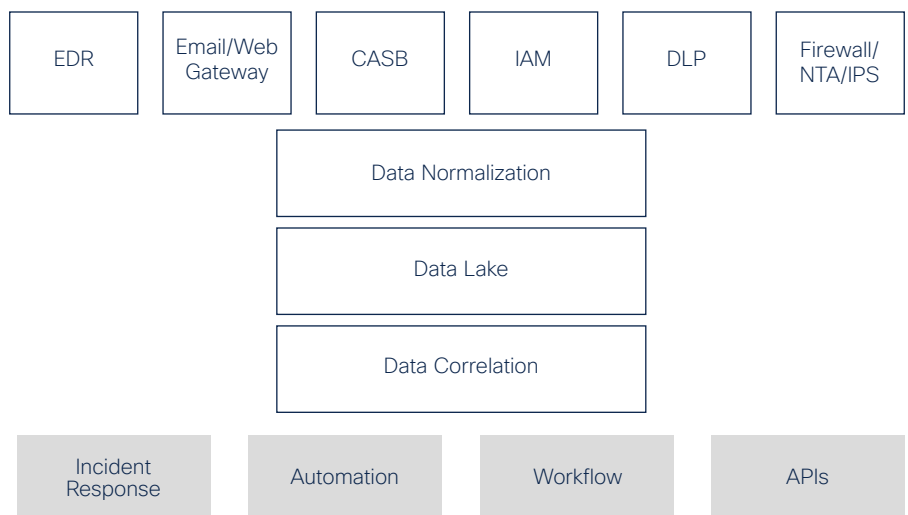 EDR
Email/Web
Gateway
CASB
IAM
DLP
Firewall/
NTA/IPS
Data Normalization
Data Lake
Data Correlation
Incident
Response
Automation
Workflow
APIs